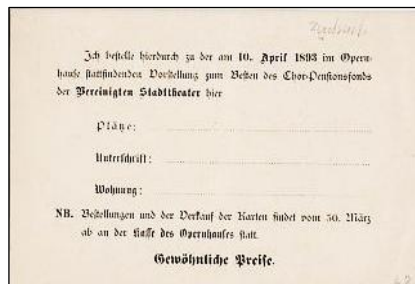 Ich bestelle hierdurch zu der am 10. April 1893 im Opern-
hause stattfindenden Vorstellung zum Besten des Chor-Pensionsfonds
der Vereinigten Stadttheater hier
Plätze:
Unterschrift:
Wohnung:
NB. Bestellungen und der Verkauf der Karten findet vom 30. März
ab an der Kasse des Opernhauses statt.
Gewöhnliche Preise.